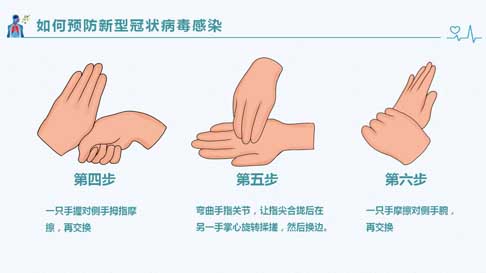 如何预防新型冠状病毒感染
第四步
第五步
第六步
一只手握对侧手拇指摩
擦，再交换
弯曲手指关节，让指尖合拢后在
另一手掌心旋转揉搓，然后换边。
一只手摩擦对侧手腕，
再交换